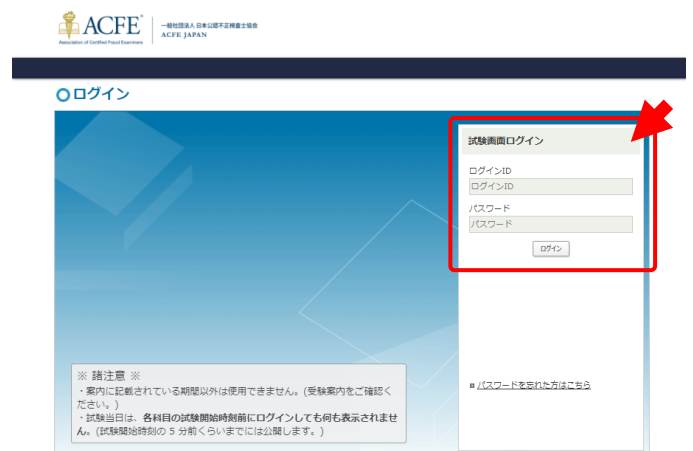 ACFE
Association of Certified Fraud Examiners
一般社団法人 日本公認不正検査士協会
ACFE JAPAN
ログイン
試験画面ログイン
ログインID
ログインID
パスワード
パスワード
ログイン
※ 諸注意 ※
・案内に記載されている期間以外は使用できません。(受験案内をご確認く
ださい。)
・試験当日は、各科目の試験開始時刻前にログインしても何も表示されませ
ん。(試験開始時刻の 5 分前くらいまでには公開します。)
パスワードを忘れた方はこちら